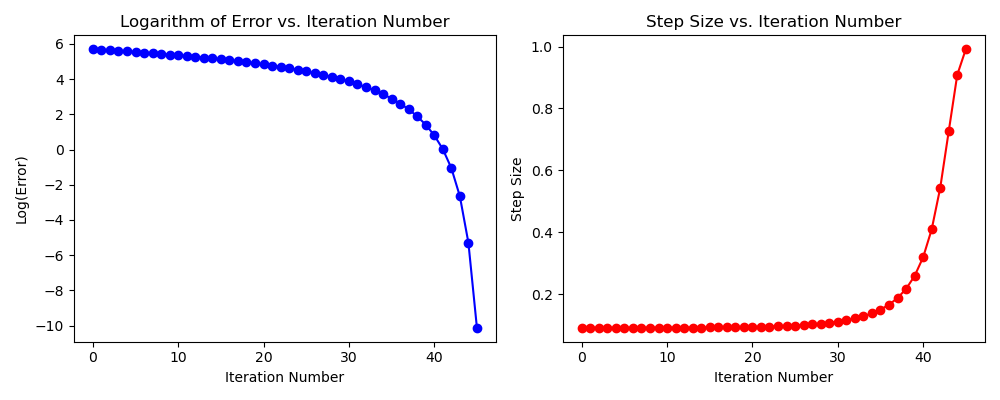 Logarithm of Error vs. Iteration Number
6
4
2
0
−2
−4
−6
−8
−10
Log(Error)
0 10 20 30 40
Iteration Number
Step Size vs. Iteration Number
1.0
0.8
0.6
0.4
0.2
Step Size
0 10 20 30 40
Iteration Number